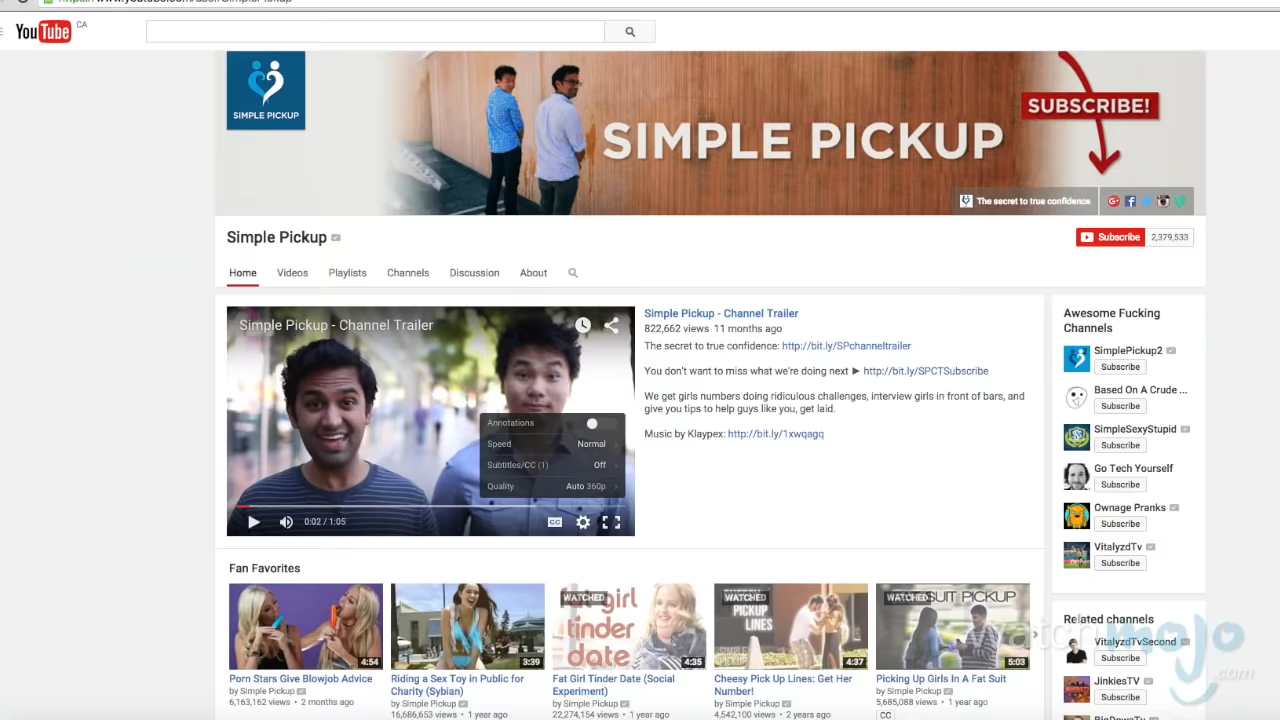 YouTube CA
SIMPLE PICKUP
SIMPLE PICKUP
SUBSCRIBE!
The secret to true confidence
Simple Pickup
Subscribe 2,379,533
Home Videos Playlists Channels Discussion About
Simple Pickup - Channel Trailer
Annotations
Speed Normal
Subtitles/CC (1) Off
Quality Auto 360p
0:02 / 1:05
CC
Simple Pickup - Channel Trailer
822,662 views 11 months ago
The secret to true confidence: http://bit.ly/SPchanneltrailer
You don't want to miss what we're doing next ► http://bit.ly/SPCTSubscribe
We get girls numbers doing ridiculous challenges, interview girls in front of bars, and
give you tips to help guys like you, get laid.
Music by Klaypex: http://bit.ly/1xwqagq
Awesome Fucking
Channels
SimplePickup2
Subscribe
Based On A Crude ...
Subscribe
SimpleSexyStupid
Subscribe
Go Tech Yourself
Subscribe
Ownage Pranks
Subscribe
VitalyzdTv
Subscribe
Fan Favorites
4:54
Porn Stars Give Blowjob Advice
by Simple Pickup
6,163,152 views • 2 months ago
3:39
Riding a Sex Toy in Public for
Charity (Sybian)
by Simple Pickup
16,686,653 views • 1 year ago
WATCHED
fat girl
tinder
date
4:35
Fat Girl Tinder Date (Social
Experiment)
by Simple Pickup
22,274,154 views • 1 year ago
WATCHED
PICKUP
LINES
4:37
Cheesy Pick Up Lines: Get Her
Number!
by Simple Pickup
4,542,100 views • 2 years ago
WATCHED
SUIT PICKUP
5:03
Picking Up Girls In A Fat Suit
by Simple Pickup
5,685,088 views • 1 year ago
CC
Related channels
VitalyzdTvSecond
Subscribe
JinkiesTV
Subscribe
.com